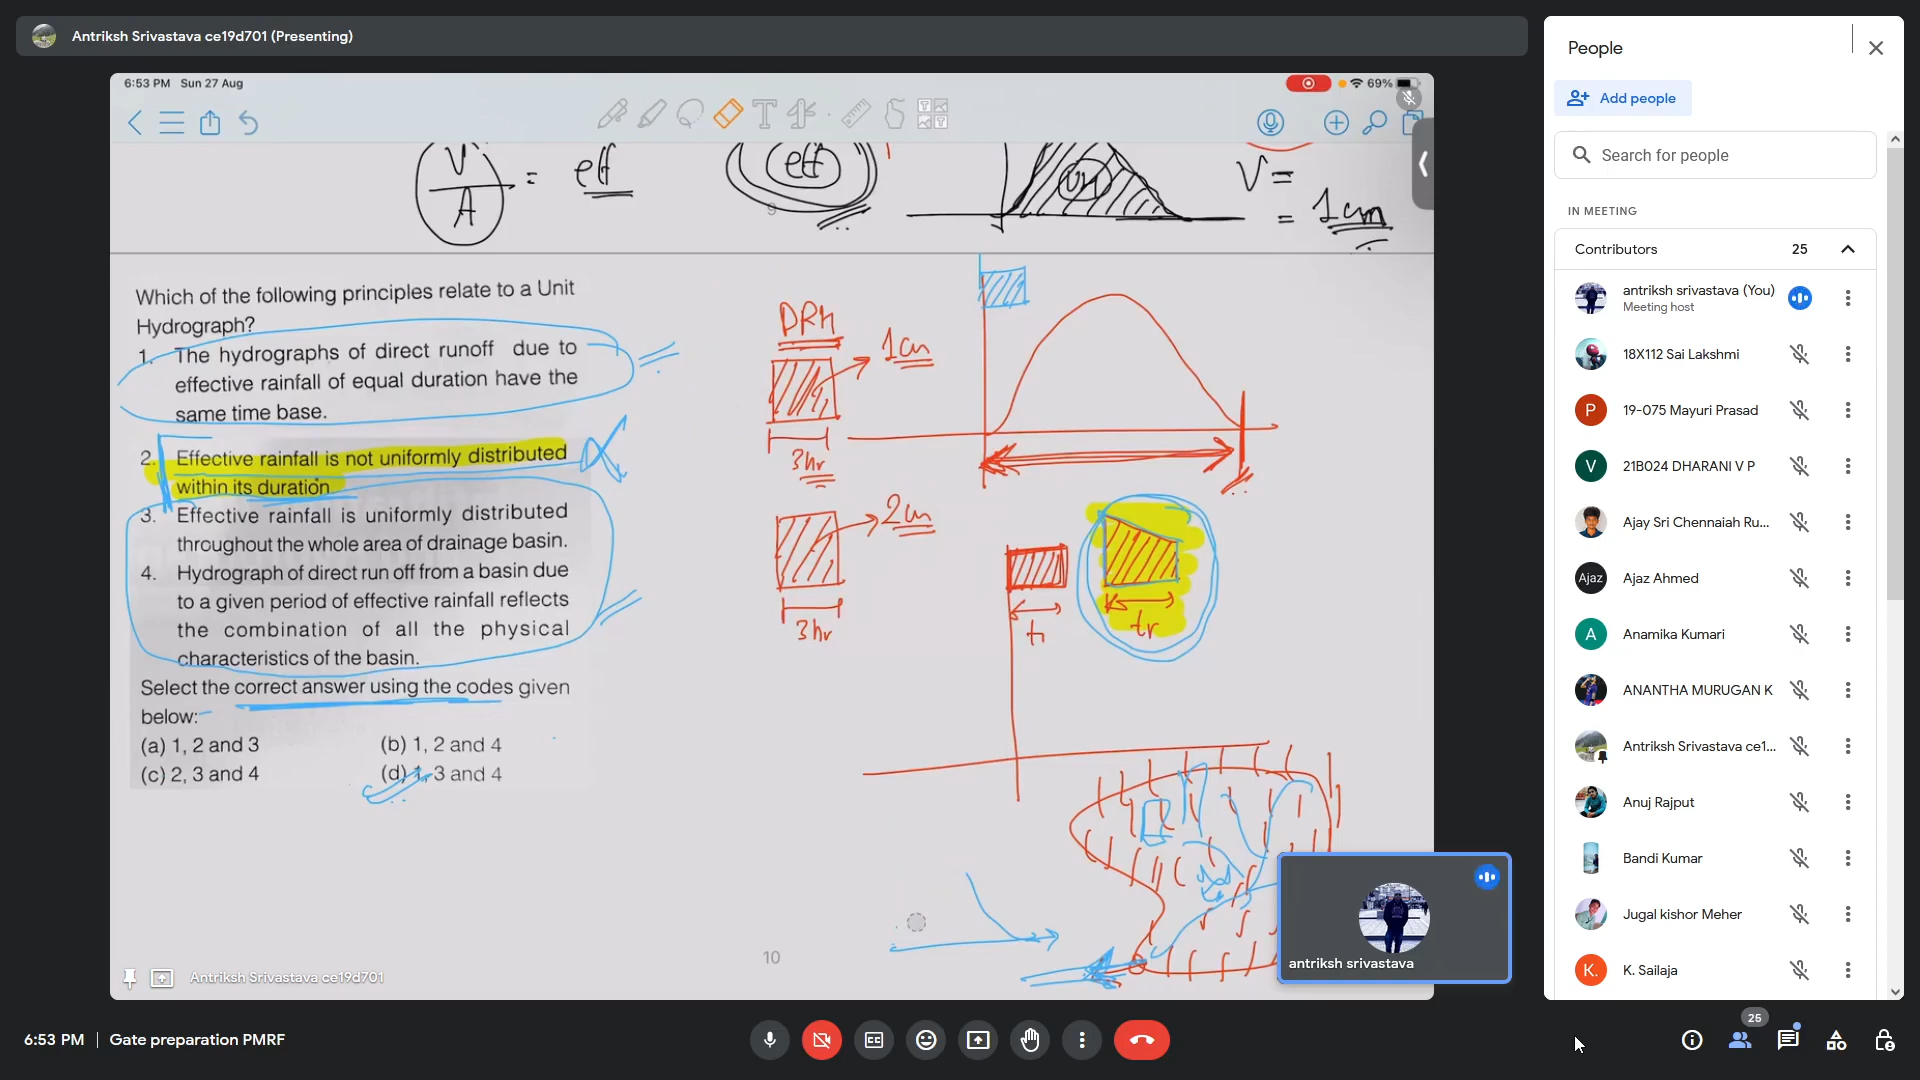 Antriksh Srivastava ce19d701 (Presenting)
6:53 PM Sun 27 Aug
69%
V
A
= eff
eff
UH
V =
= 1cm
9
Which of the following principles relate to a Unit
Hydrograph?
1. The hydrographs of direct runoff due to
effective rainfall of equal duration have the
same time base.
2. Effective rainfall is not uniformly distributed
within its duration
3. Effective rainfall is uniformly distributed
throughout the whole area of drainage basin.
4. Hydrograph of direct run off from a basin due
to a given period of effective rainfall reflects
the combination of all the physical
characteristics of the basin.
Select the correct answer using the codes given
below:
(a) 1, 2 and 3 (b) 1, 2 and 4
(c) 2, 3 and 4 (d) 1, 3 and 4
DRH
1cm
3hr
2cm
3hr
tr
10
Antriksh Srivastava ce19d701
antriksh srivastava
People
Add people
Search for people
IN MEETING
Contributors 25
antriksh srivastava (You)
Meeting host
18X112 Sai Lakshmi
P 19-075 Mayuri Prasad
V 21B024 DHARANI V P
Ajay Sri Chennaiah Ru...
Ajaz Ajaz Ahmed
A Anamika Kumari
ANANTHA MURUGAN K
Antriksh Srivastava ce1...
Anuj Rajput
Bandi Kumar
Jugal kishor Meher
K. K. Sailaja
6:53 PM | Gate preparation PMRF
25